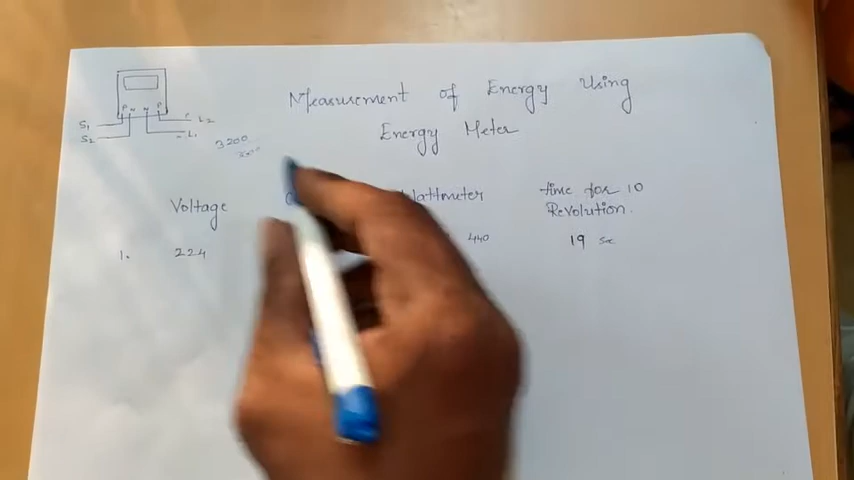 Measurement of Energy Using
Energy Meter
P N N P
S1
S2
L2
L1
3200
Voltage
Wattmeter
time for 10
Revolution.
1. 224 440 19 sec